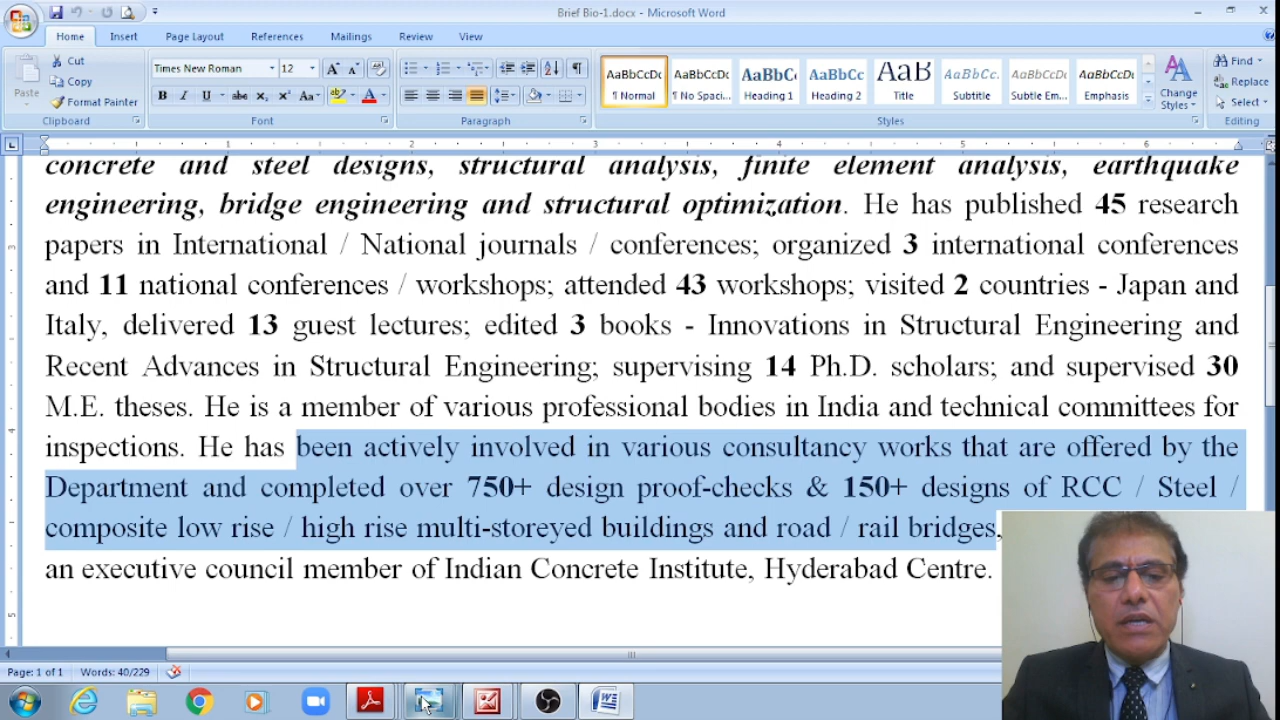 Brief Bio-1.docx - Microsoft Word
Home Insert Page Layout References Mailings Review View
Paste
Cut
Copy
Format Painter
Times New Roman 12
AaBbCcDc AaBbCcDc AaBbC AaBbCc AaB AaBbCc. AaBbCcDc AaBbCcDc
¶ Normal ¶ No Spaci... Heading 1 Heading 2 Title Subtitle Subtle Em... Emphasis
Change Styles
Find
Replace
Select
Clipboard Font Paragraph Styles Editing
concrete and steel designs, structural analysis, finite element analysis, earthquake
engineering, bridge engineering and structural optimization. He has published 45 research
papers in International / National journals / conferences; organized 3 international conferences
and 11 national conferences / workshops; attended 43 workshops; visited 2 countries - Japan and
Italy, delivered 13 guest lectures; edited 3 books - Innovations in Structural Engineering and
Recent Advances in Structural Engineering; supervising 14 Ph.D. scholars; and supervised 30
M.E. theses. He is a member of various professional bodies in India and technical committees for
inspections. He has been actively involved in various consultancy works that are offered by the
Department and completed over 750+ design proof-checks & 150+ designs of RCC / Steel /
composite low rise / high rise multi-storeyed buildings and road / rail bridges,
an executive council member of Indian Concrete Institute, Hyderabad Centre.
Page: 1 of 1 Words: 40/229